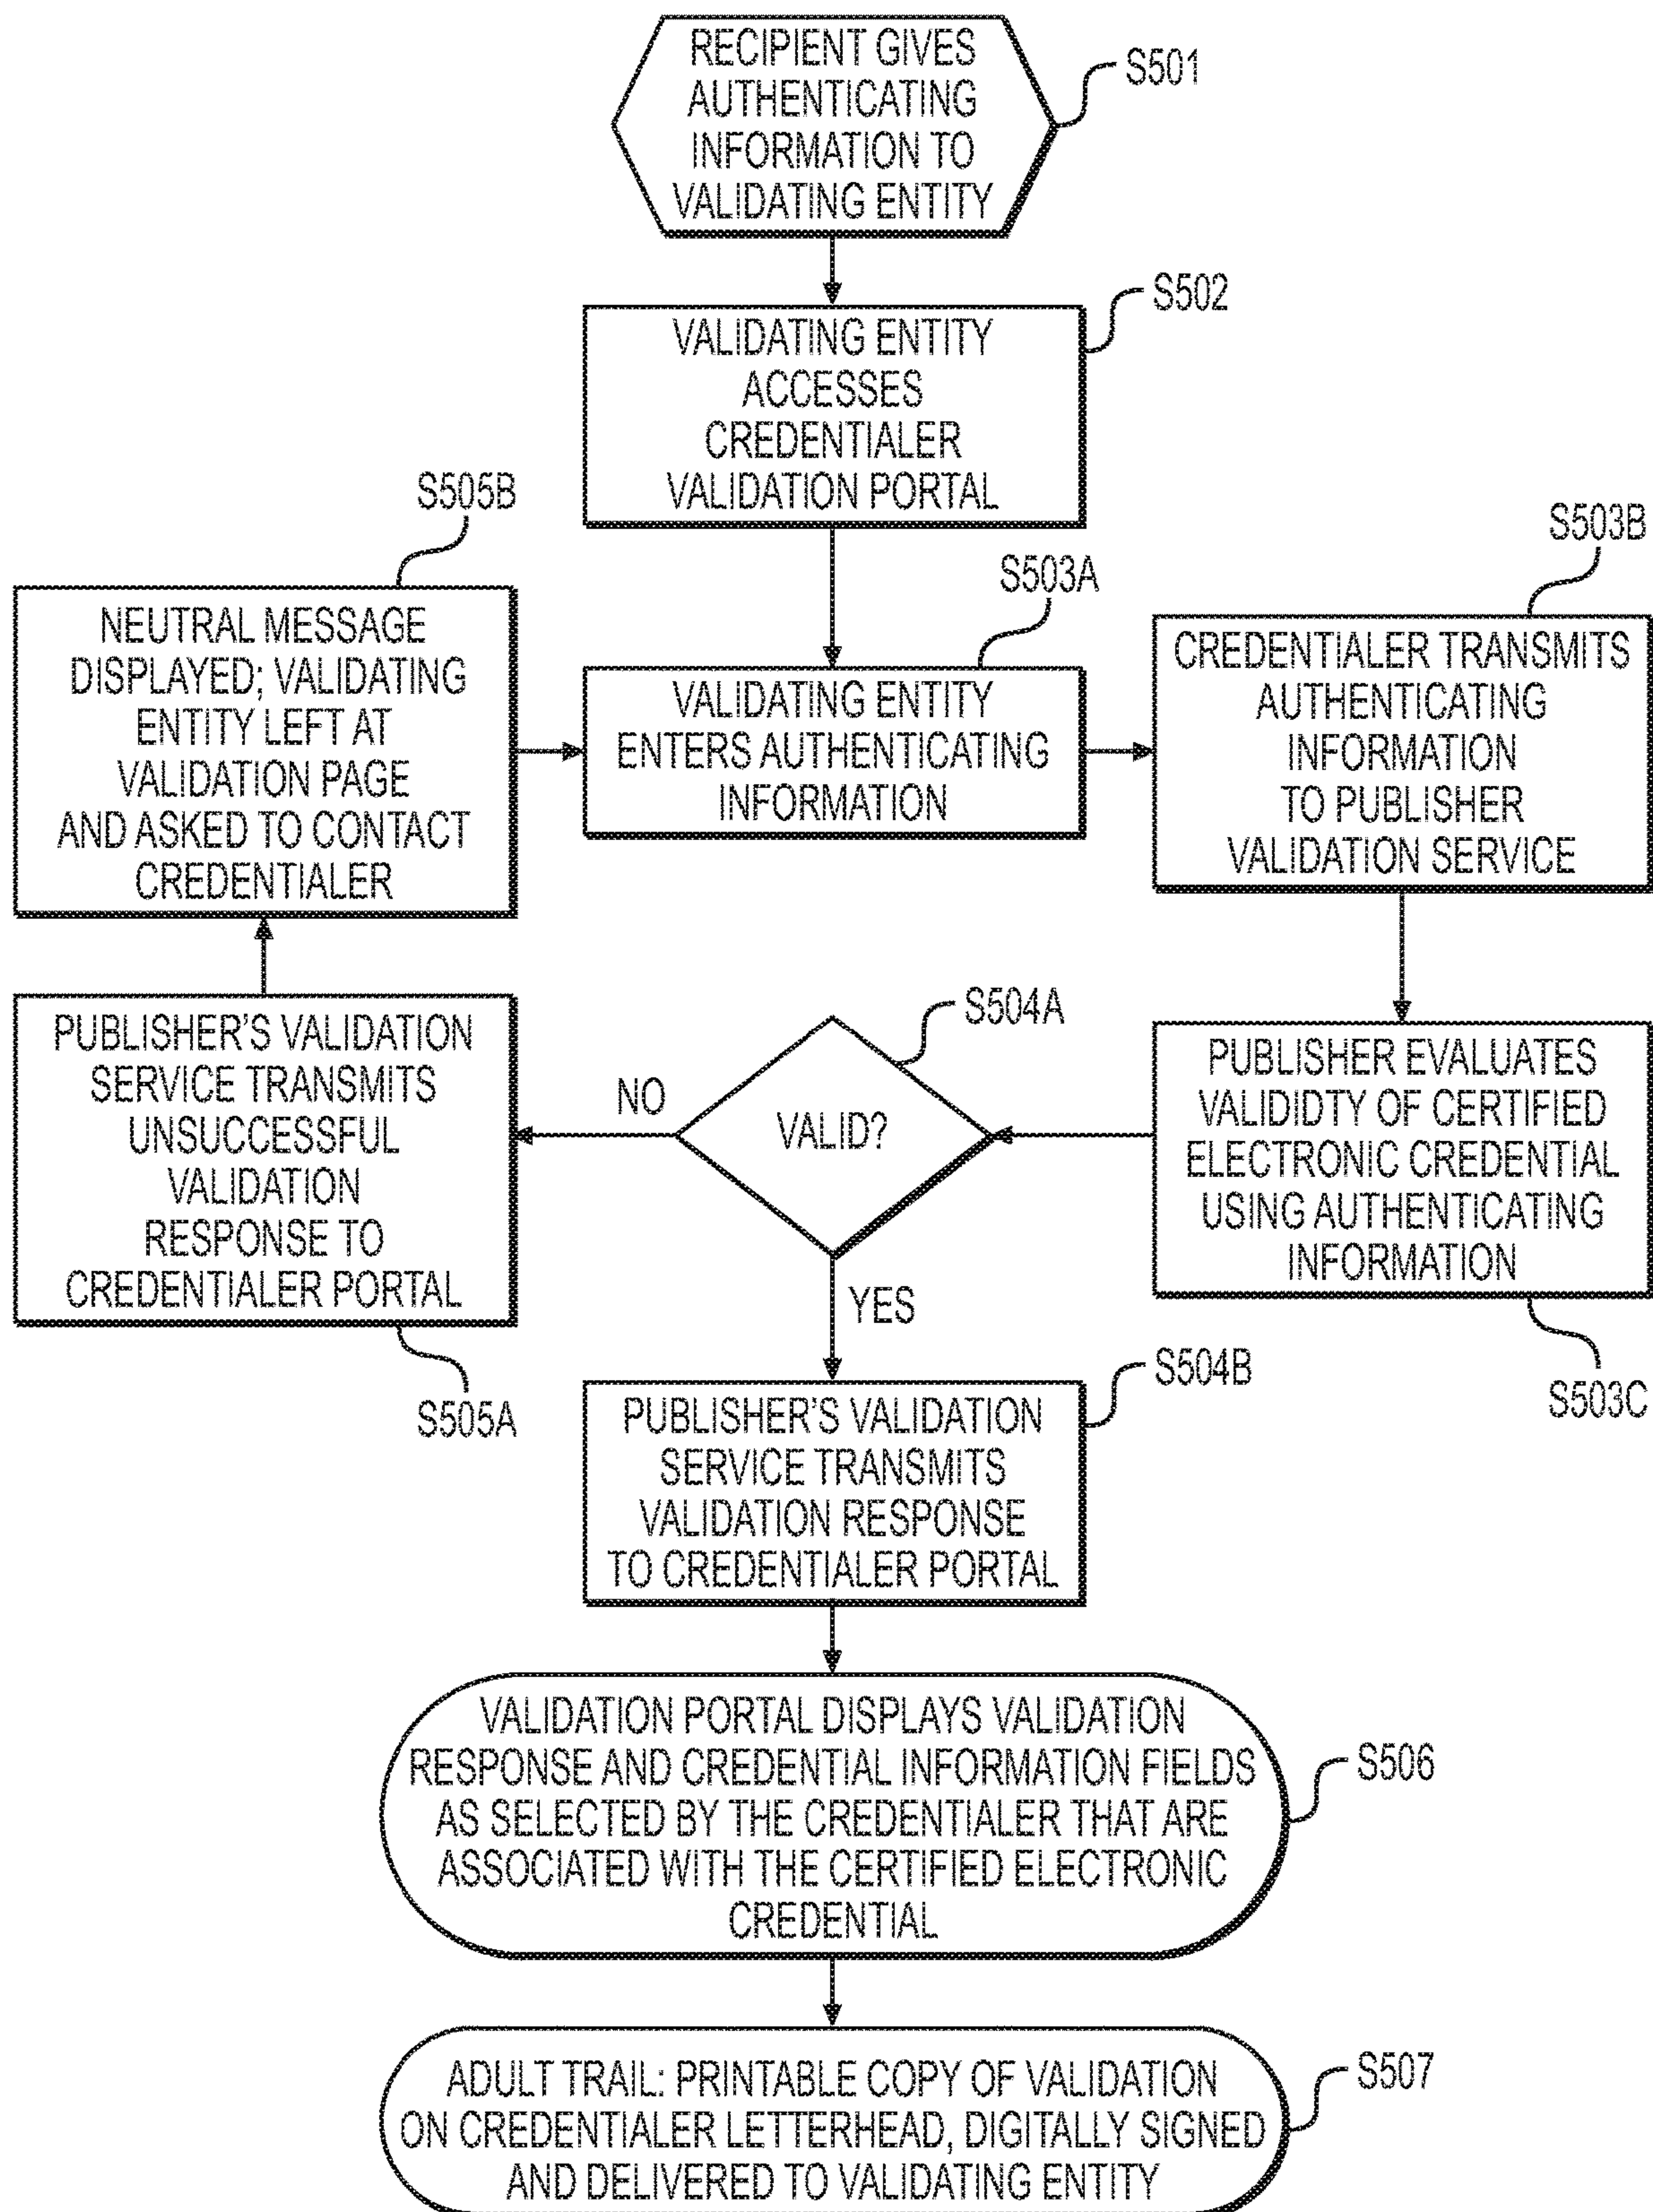 RECIPIENT GIVES
AUTHENTICATING
INFORMATION TO
VALIDATING ENTITY
S501
VALIDATING ENTITY
ACCESSES
CREDENTIALER
VALIDATION PORTAL
S502
S505B
NEUTRAL MESSAGE
DISPLAYED; VALIDATING
ENTITY LEFT AT
VALIDATION PAGE
AND ASKED TO CONTACT
CREDENTIALER
S503A
VALIDATING ENTITY
ENTERS AUTHENTICATING
INFORMATION
S503B
CREDENTIALER TRANSMITS
AUTHENTICATING
INFORMATION
TO PUBLISHER
VALIDATION SERVICE
PUBLISHER'S VALIDATION
SERVICE TRANSMITS
UNSUCCESSFUL
VALIDATION
RESPONSE TO
CREDENTIALER PORTAL
S505A
NO
S504A
VALID?
YES
PUBLISHER EVALUATES
VALIDIDTY OF CERTIFIED
ELECTRONIC CREDENTIAL
USING AUTHENTICATING
INFORMATION
S503C
S504B
PUBLISHER'S VALIDATION
SERVICE TRANSMITS
VALIDATION RESPONSE
TO CREDENTIALER PORTAL
VALIDATION PORTAL DISPLAYS VALIDATION
RESPONSE AND CREDENTIAL INFORMATION FIELDS
AS SELECTED BY THE CREDENTIALER THAT ARE
ASSOCIATED WITH THE CERTIFIED ELECTRONIC
CREDENTIAL
S506
ADULT TRAIL: PRINTABLE COPY OF VALIDATION
ON CREDENTIALER LETTERHEAD, DIGITALLY SIGNED
AND DELIVERED TO VALIDATING ENTITY
S507